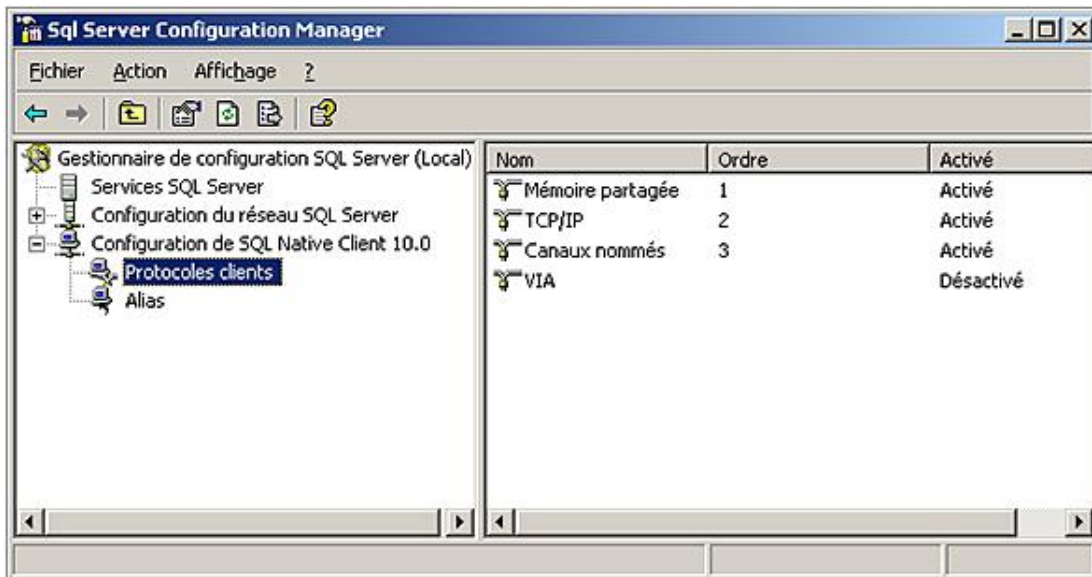 Sql Server Configuration Manager
Fichier Action Affichage ?
Gestionnaire de configuration SQL Server (Local)
Services SQL Server
Configuration du réseau SQL Server
Configuration de SQL Native Client 10.0
Protocoles clients
Alias
Nom Ordre Activé
Mémoire partagée 1 Activé
TCP/IP 2 Activé
Canaux nommés 3 Activé
VIA Désactivé